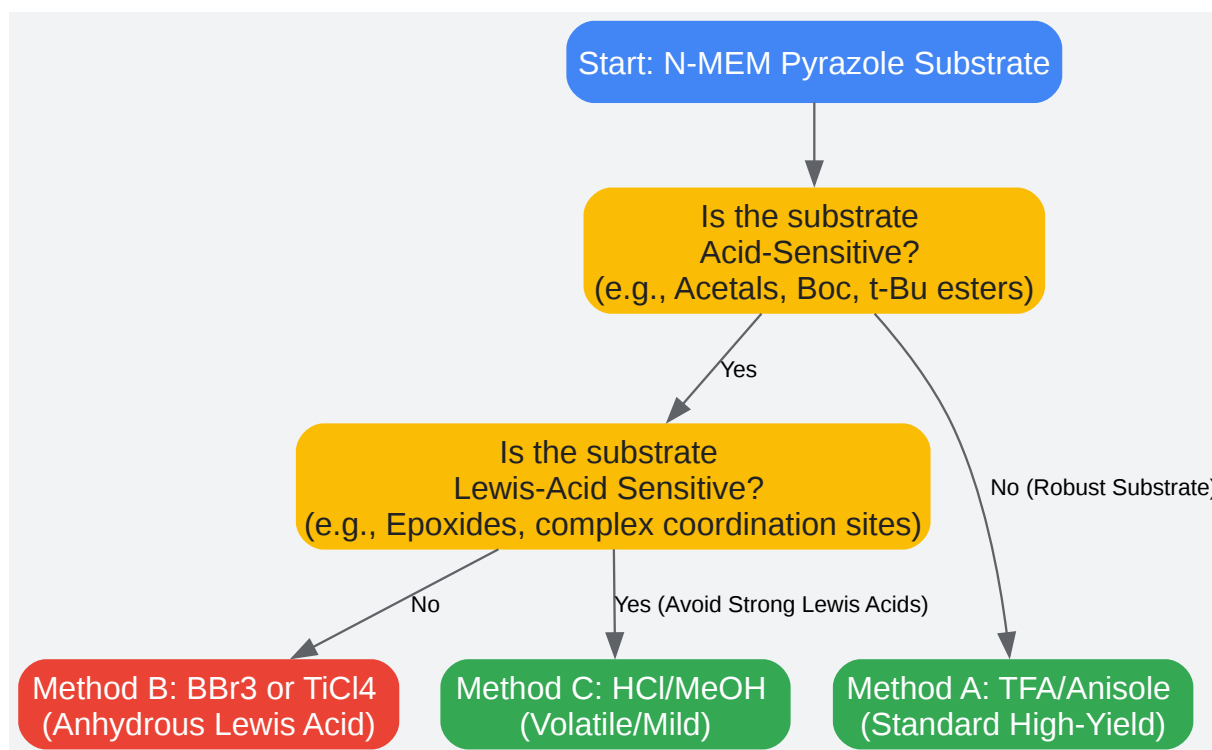 Start: N-MEM Pyrazole Substrate
Is the substrate
Acid-Sensitive?
(e.g., Acetals, Boc, t-Bu esters)
Yes
Is the substrate
Lewis-Acid Sensitive?
(e.g., Epoxides, complex coordination sites)
No (Robust Substrate)
No
Yes (Avoid Strong Lewis Acids)
Method B: BBr3 or TiCl4
(Anhydrous Lewis Acid)
Method C: HCl/MeOH
(Volatile/Mild)
Method A: TFA/Anisole
(Standard High-Yield)